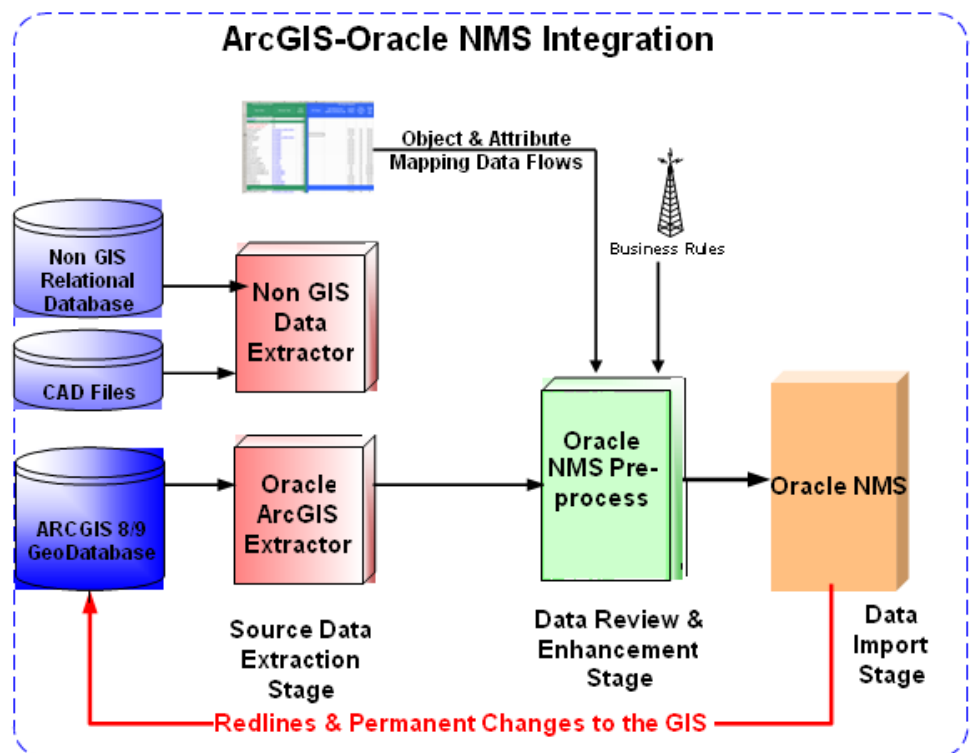 ArcGIS-Oracle NMS Integration
Object & Attribute
Mapping Data Flows
Business Rules
Non GIS
Relational
Database
Non GIS
Data
Extractor
CAD Files
Oracle
NMS Pre-
process
Oracle NMS
ARCGIS 8/9
GeoDatabase
Oracle
ArcGIS
Extractor
Source Data
Extraction
Stage
Data Review &
Enhancement
Stage
Data
Import
Stage
Redlines & Permanent Changes to the GIS